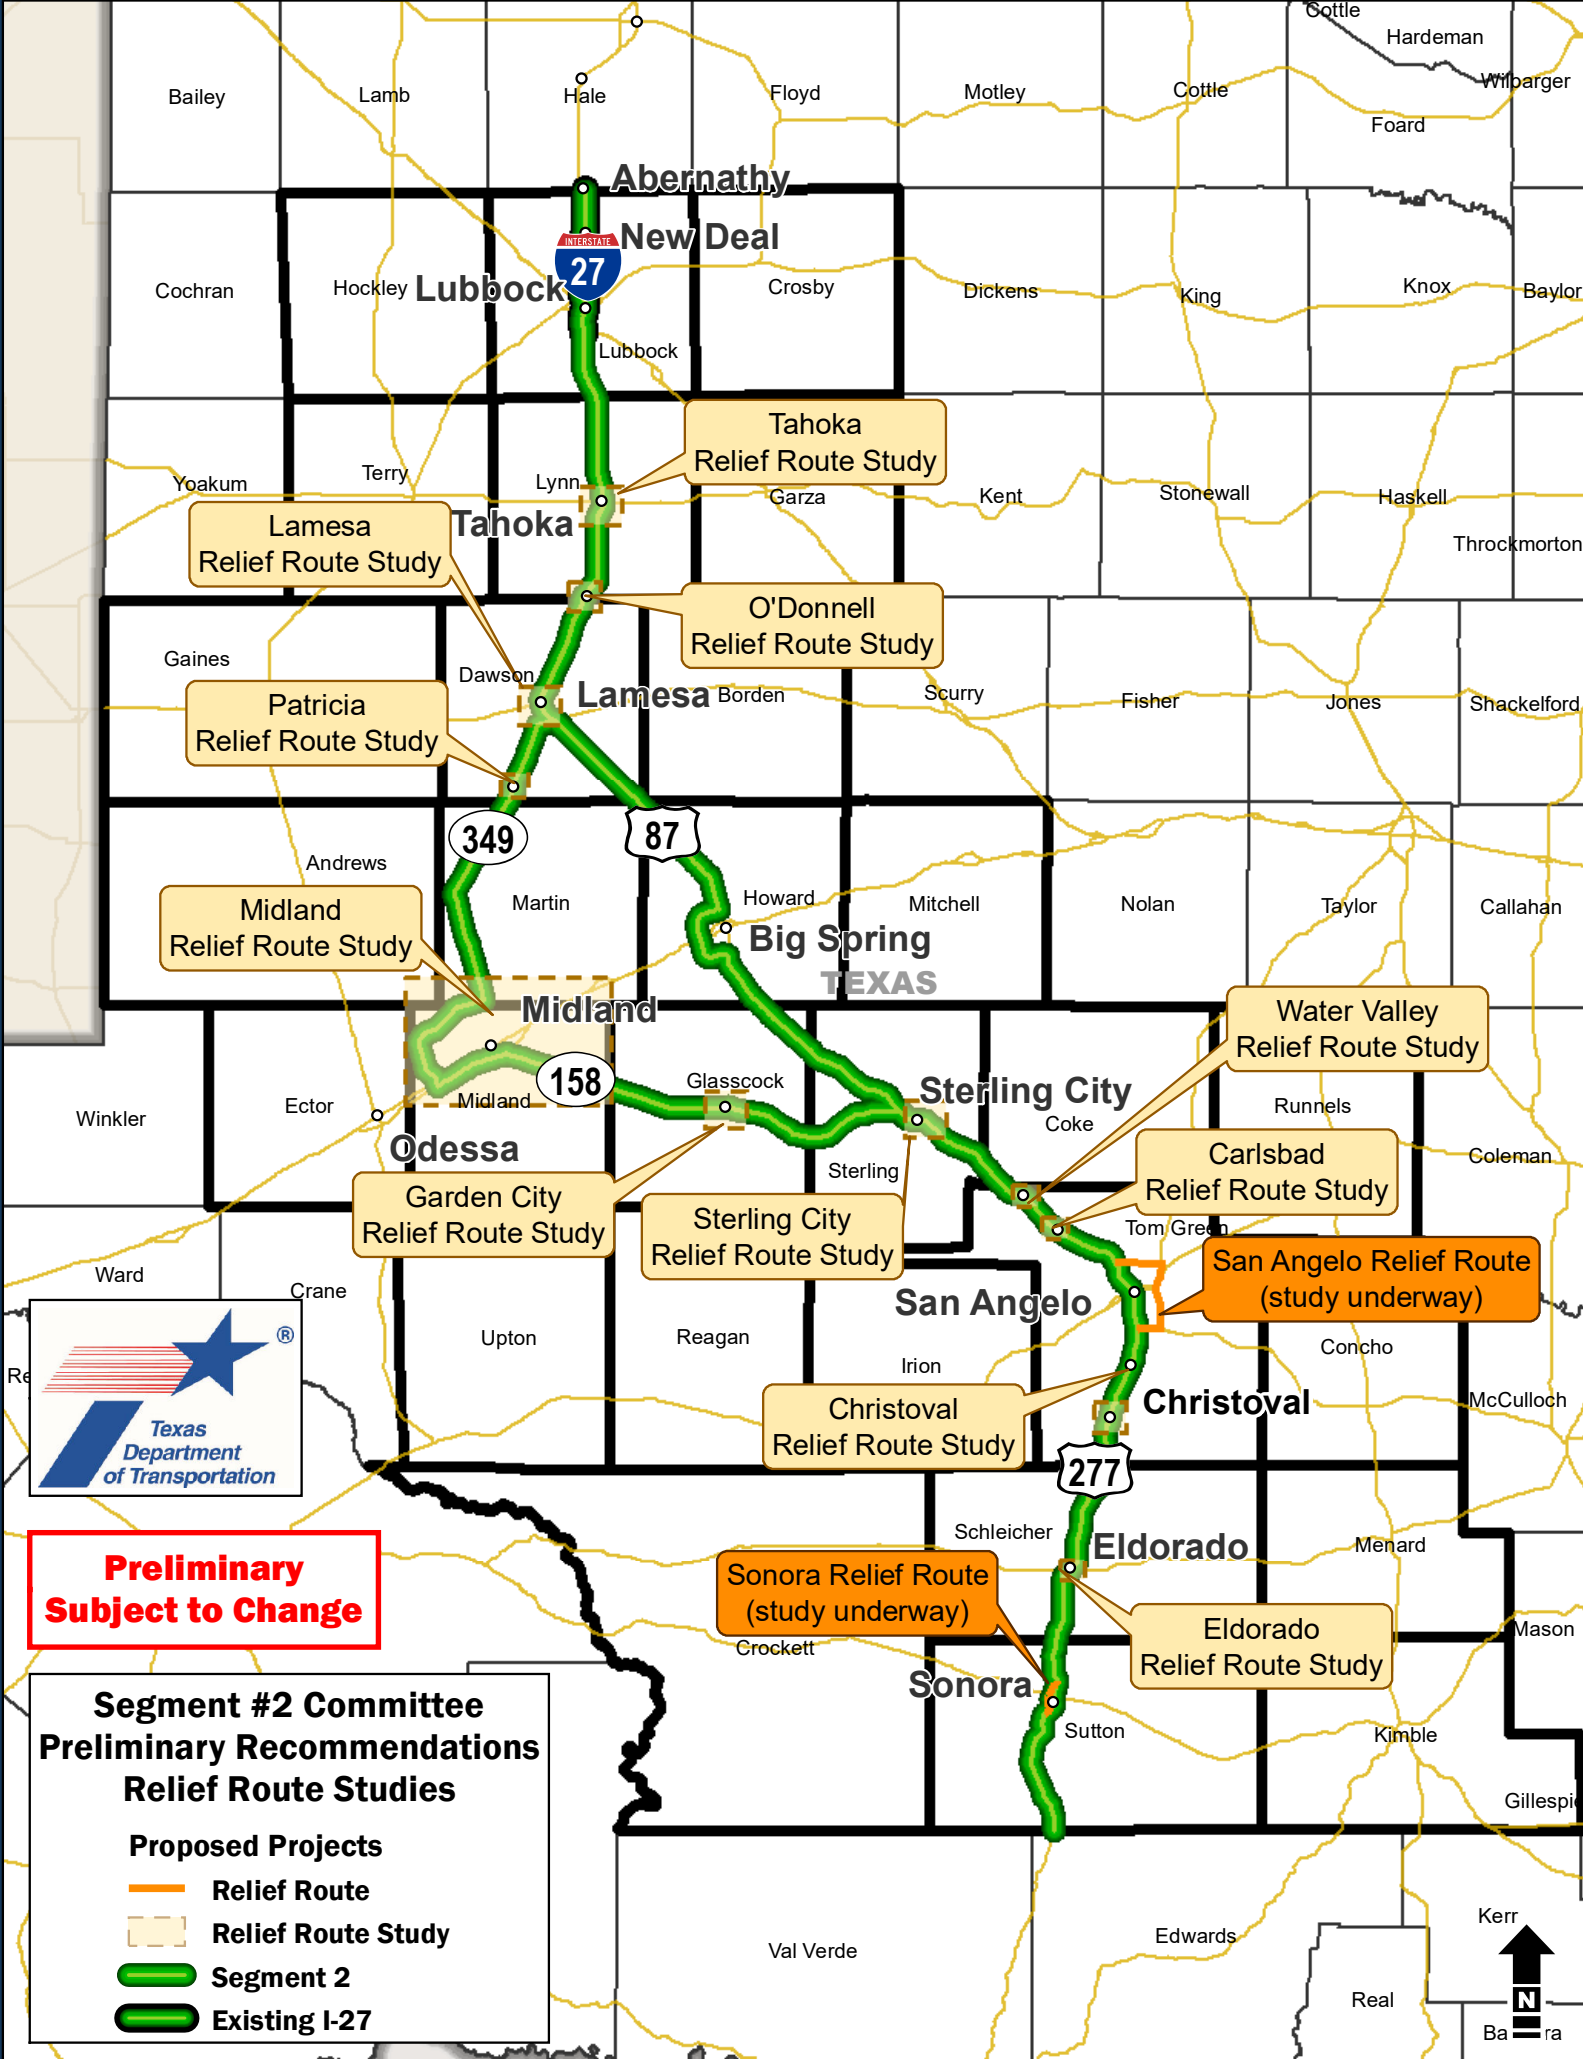 Cottle
Hardeman
Bailey
Lamb
Hale
Floyd
Motley
Cottle
Wilbarger
Foard
Abernathy
INTERSTATE
27
New Deal
Cochran
Hockley
Lubbock
Crosby
Dickens
King
Knox
Baylor
Lubbock
Tahoka
Relief Route Study
Yoakum
Terry
Lynn
Garza
Kent
Stonewall
Haskell
Tahoka
Lamesa
Relief Route Study
Throckmorton
O'Donnell
Relief Route Study
Gaines
Dawson
Lamesa
Borden
Scurry
Fisher
Jones
Shackelford
Patricia
Relief Route Study
349
87
Andrews
Martin
Howard
Mitchell
Nolan
Taylor
Callahan
Midland
Relief Route Study
Big Spring
TEXAS
Midland
Water Valley
Relief Route Study
158
Glasscock
Sterling City
Winkler
Ector
Midland
Coke
Runnels
Odessa
Sterling
Carlsbad
Relief Route Study
Coleman
Garden City
Relief Route Study
Sterling City
Relief Route Study
Tom Green
Ward
Crane
San Angelo
San Angelo Relief Route
(study underway)
Upton
Reagan
Irion
Concho
Re
®
Texas
Department
of Transportation
Christoval
Relief Route Study
Christoval
McCulloch
277
Schleicher
Eldorado
Menard
Preliminary
Subject to Change
Sonora Relief Route
(study underway)
Eldorado
Relief Route Study
Mason
Crockett
Sonora
Sutton
Kimble
Gillespie
Segment #2 Committee
Preliminary Recommendations
Relief Route Studies
Proposed Projects
Relief Route
Relief Route Study
Segment 2
Existing I-27
Val Verde
Edwards
Kerr
Real
N
Ba ra